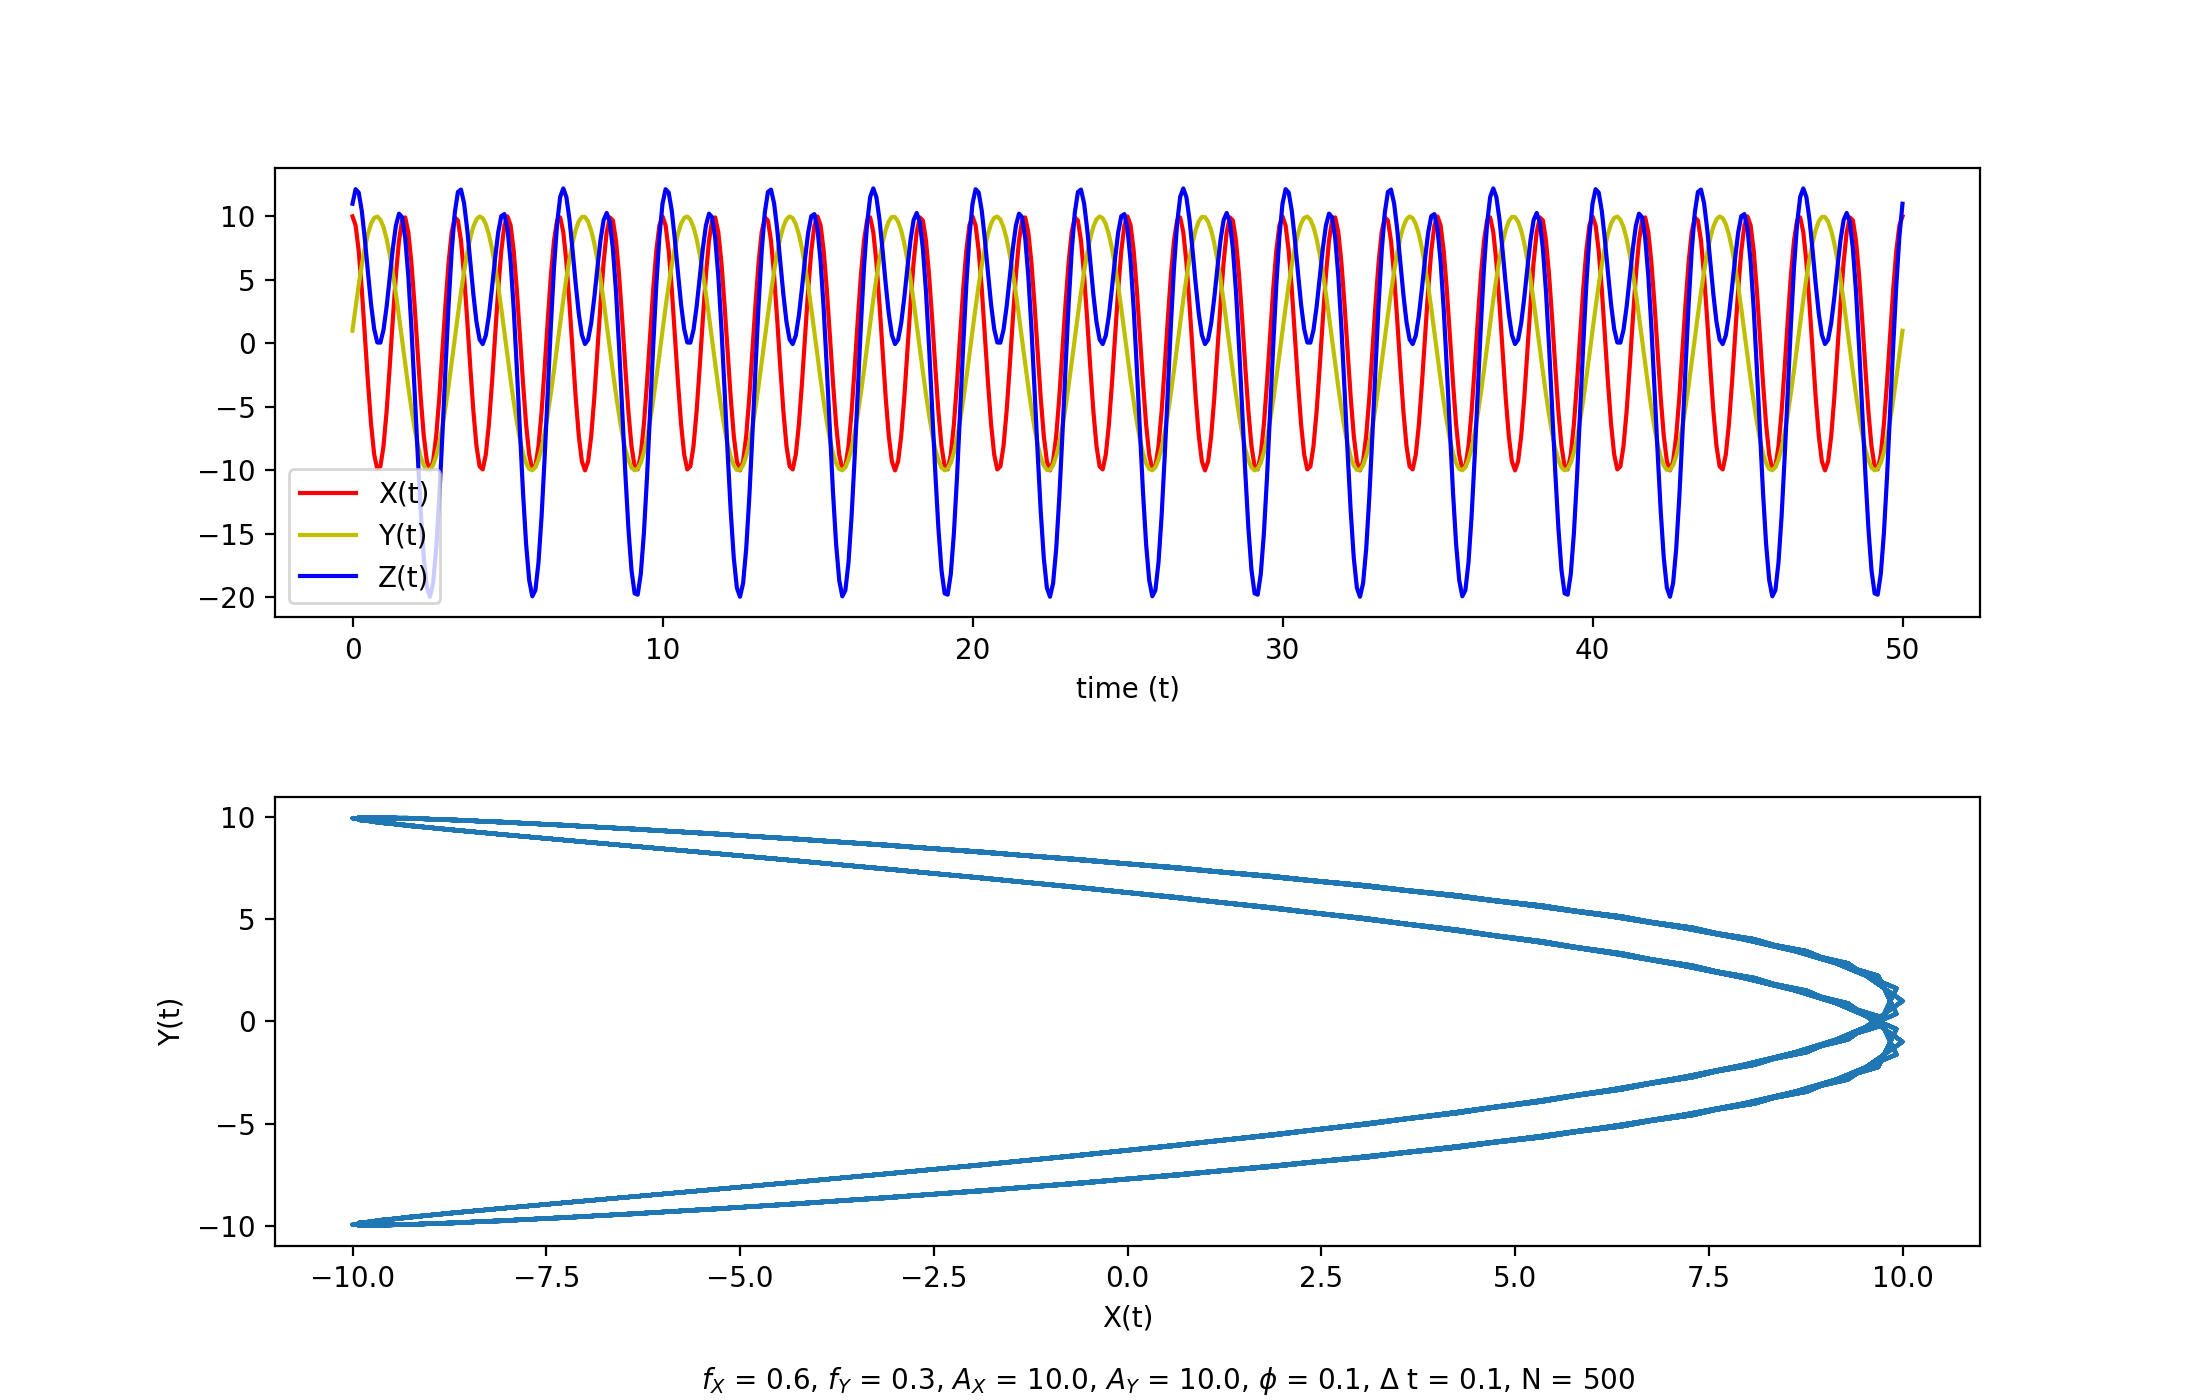 10
5
0
−5
−10
−15
−20
X(t)
Y(t)
Z(t)
0 10 20 30 40 50
time (t)
10
5
0
−5
−10
Y(t)
−10.0 −7.5 −5.0 −2.5 0.0 2.5 5.0 7.5 10.0
X(t)
f_X = 0.6, f_Y = 0.3, A_X = 10.0, A_Y = 10.0, ϕ = 0.1, Δ t = 0.1, N = 500